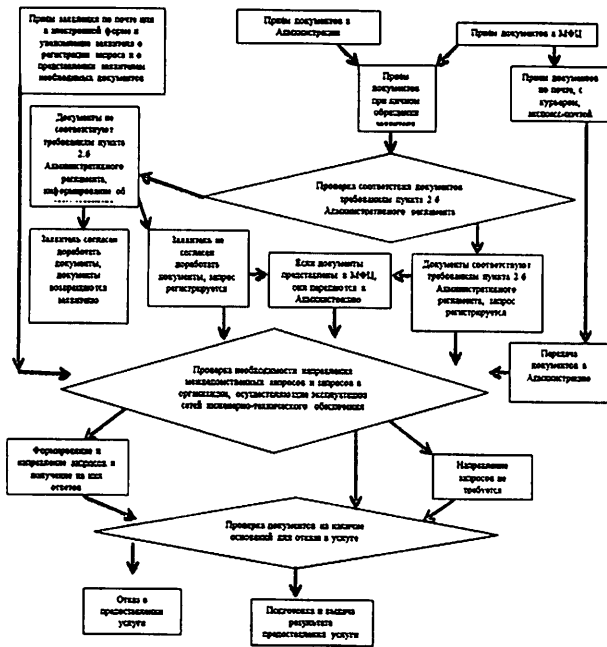 Приём заявления по почте или
в электронной форме и
уведомление заявителя о
регистрации запроса и о
представлении заявителем
необходимых документов
Приём документов в
Администрации
Приём документов в МФЦ
Приём
документов
при личном
обращении
Приём документов
по почте, с
курьером,
экспресс-почтой
Документы не
соответствуют
требованиям пункта
2.6
Административного
регламента,
информирование об
Проверка соответствия документов
требованиям пункта 2.6
Административного регламента
Заявитель согласен
доработать
документы,
документы
возвращаются
заявителю
Заявитель не
согласен
доработать
документы, запрос
регистрируется
Если документы
представлены в МФЦ,
они передаются в
Администрацию
Документы соответствуют
требованиям пункта 2.6
Административного
регламента, запрос
регистрируется
Передача
документов в
Администрацию
Проверка необходимости направления
межведомственных запросов и запросов в
организации, осуществляющие эксплуатацию
сетей инженерно-технического обеспечения
Формирование и
направление запросов и
получение на них
ответов
Направление
запросов не
требуется
Проверка документов на наличие
оснований для отказа в услуге
Отказ в
предоставлении
услуги
Подготовка и выдача
результата
предоставления услуги